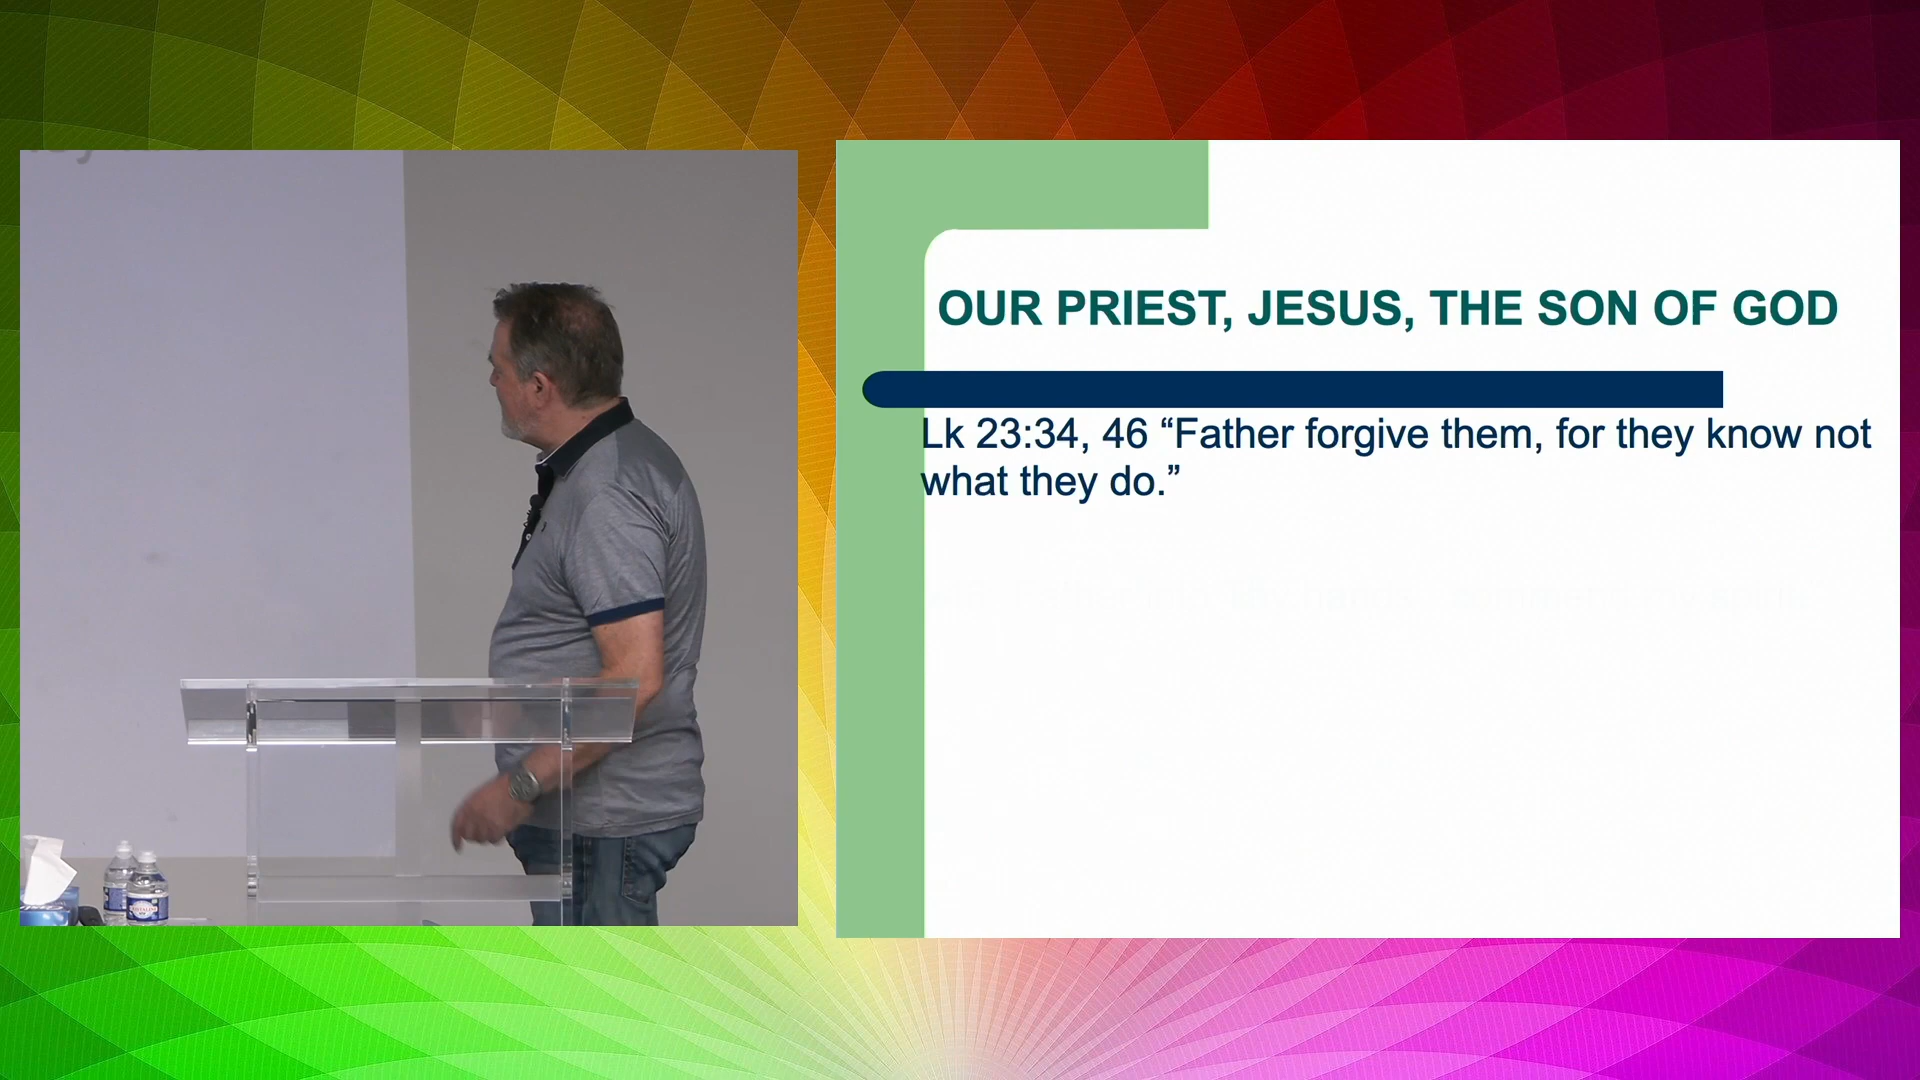 OUR PRIEST, JESUS, THE SON OF GOD
Lk 23:34, 46 “Father forgive them, for they know not
what they do.”